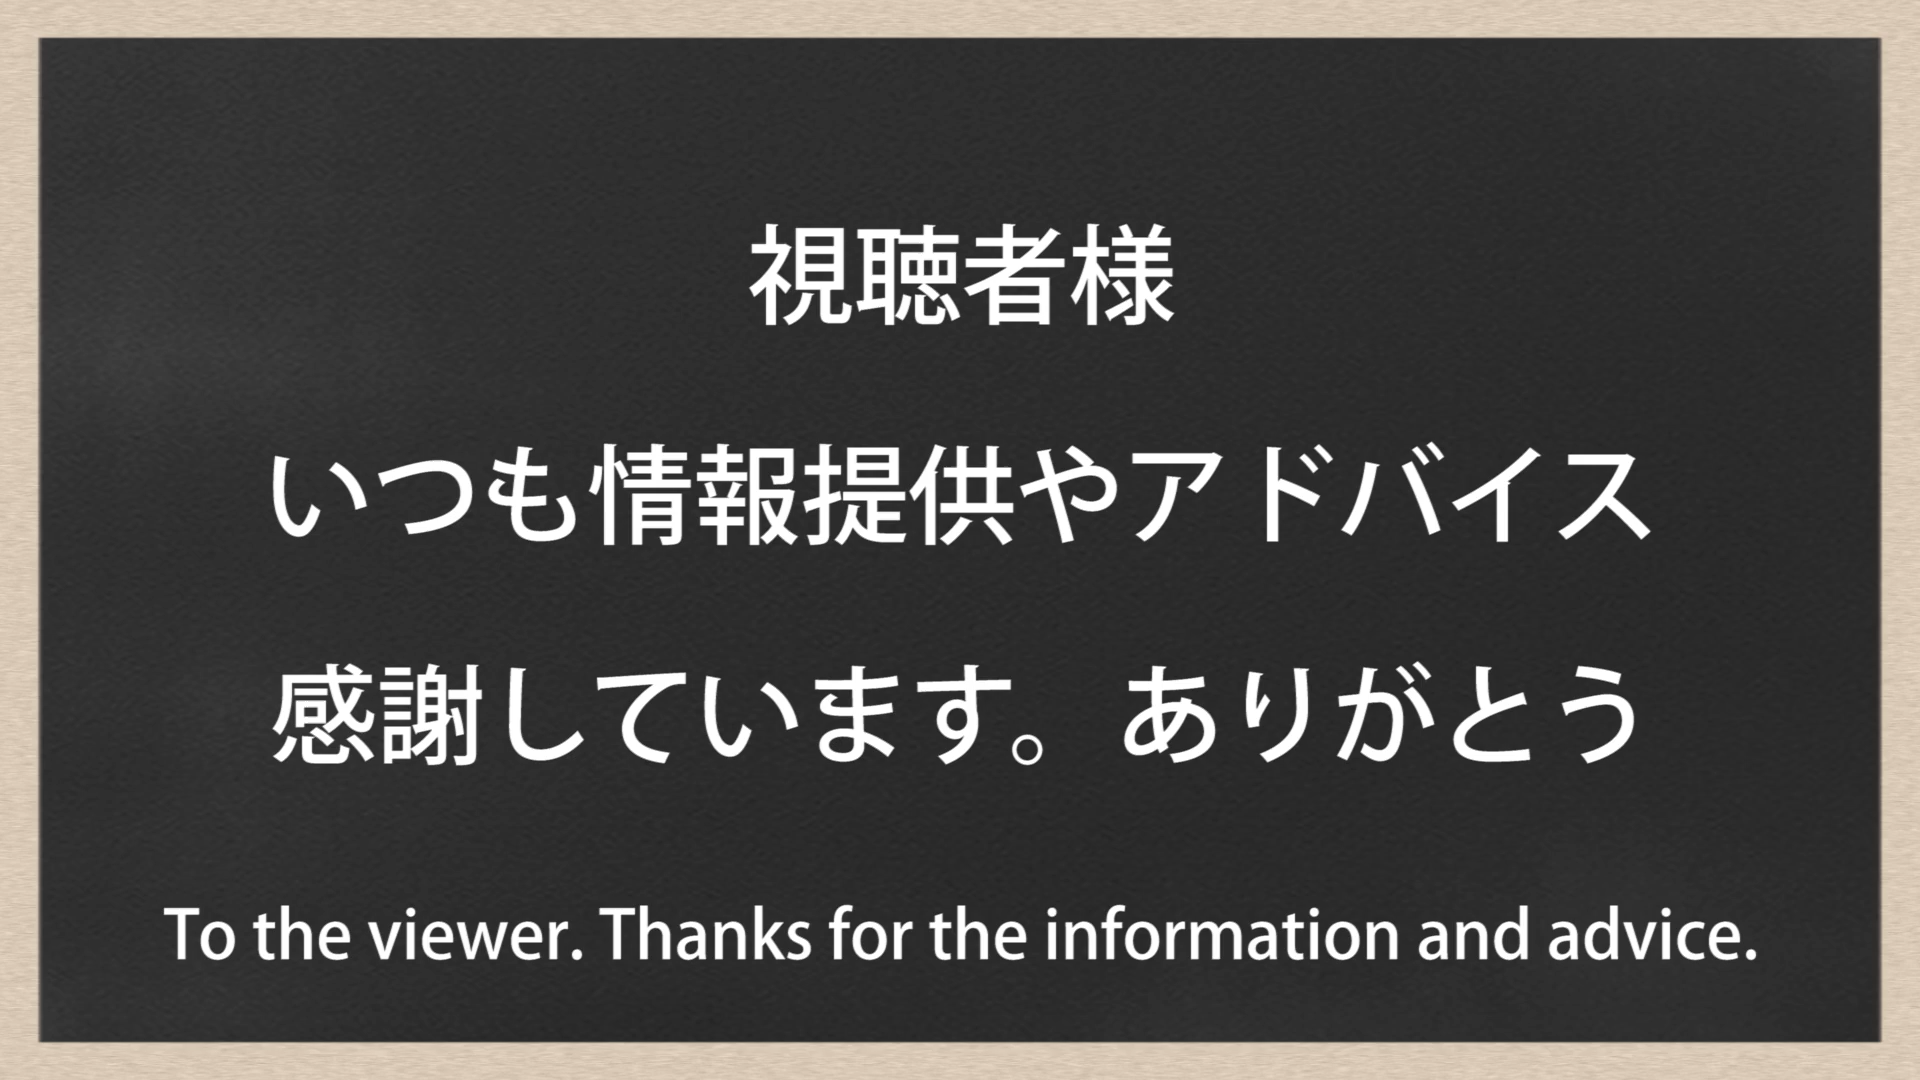 視聴者様
いつも情報提供やアドバイス
感謝しています。ありがとう
To the viewer. Thanks for the information and advice.